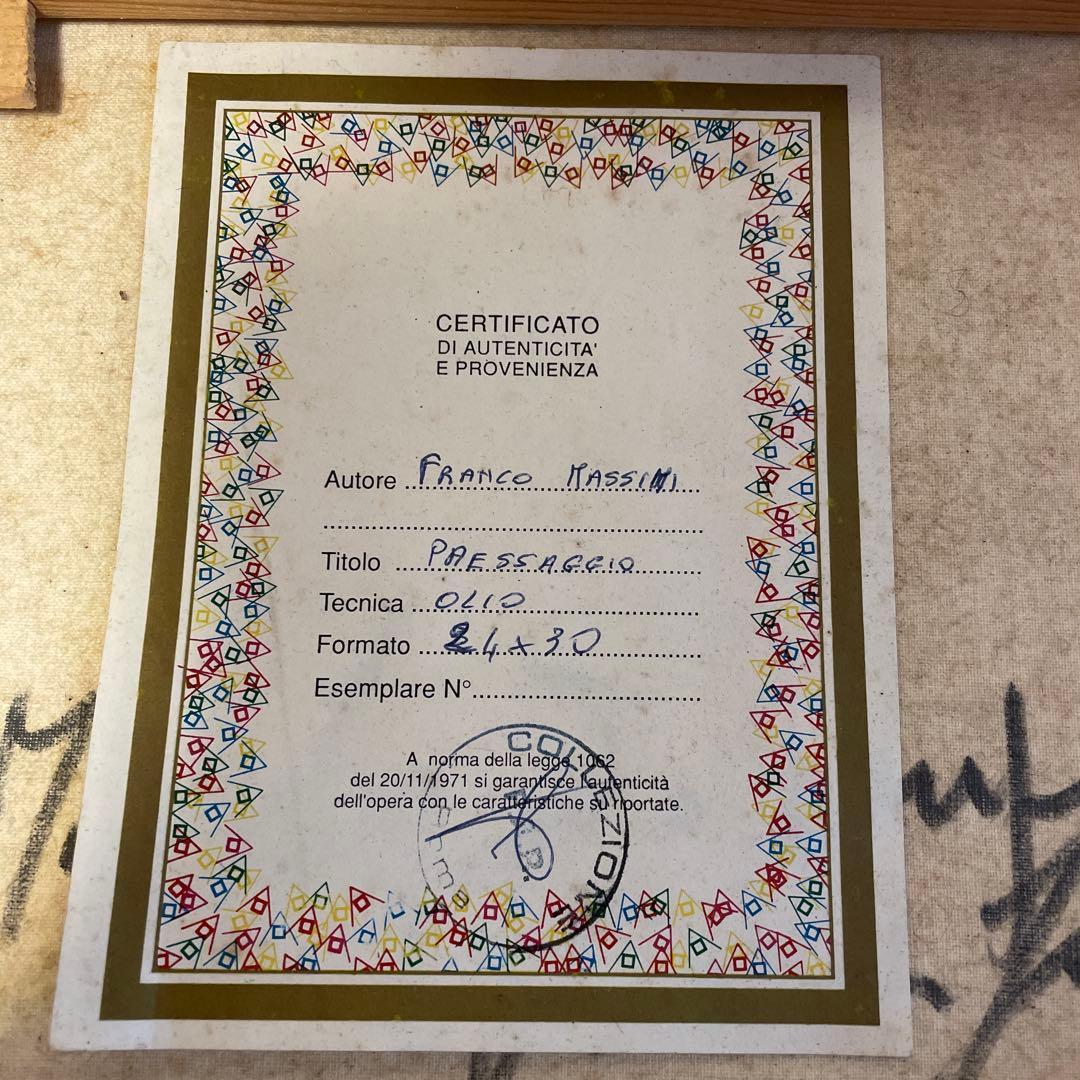 CERTIFICATO
DI AUTENTICITA'
E PROVENIENZA
Autore FRANCO MASSIMI
Titolo PAESSAGGIO
Tecnica OLIO
Formato 24 x 30
Esemplare N°
A norma della legge 1062
del 20/11/1971 si garantisce l'autenticità
dell'opera con le caratteristiche su riportate.
COLLEZIONE